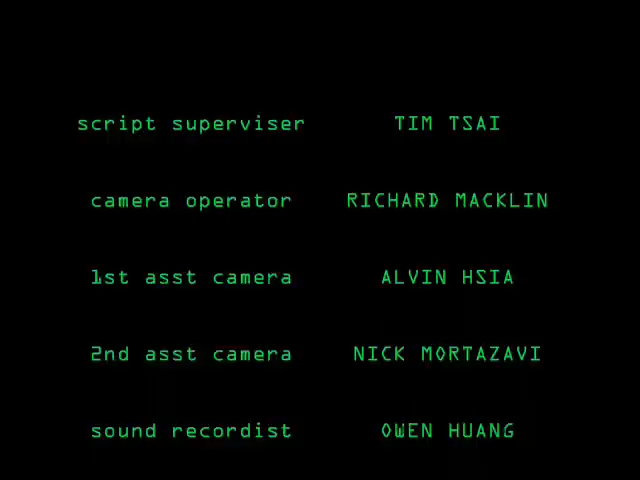 script superviser TIM TSAI
camera operator RICHARD MACKLIN
1st asst camera ALVIN HSIA
2nd asst camera NICK MORTAZAVI
sound recordist OWEN HUANG